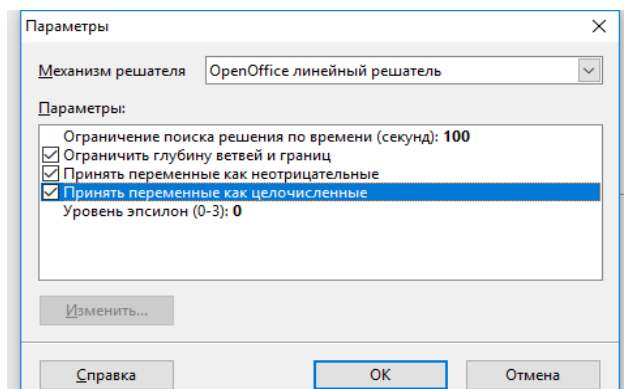 Параметры
Механизм решателя OpenOffice линейный решатель
Параметры:
Ограничение поиска решения по времени (секунд): 100
Ограничить глубину ветвей и границ
Принять переменные как неотрицательные
Принять переменные как целочисленные
Уровень эпсилон (0-3): 0
Изменить...
Справка OK Отмена